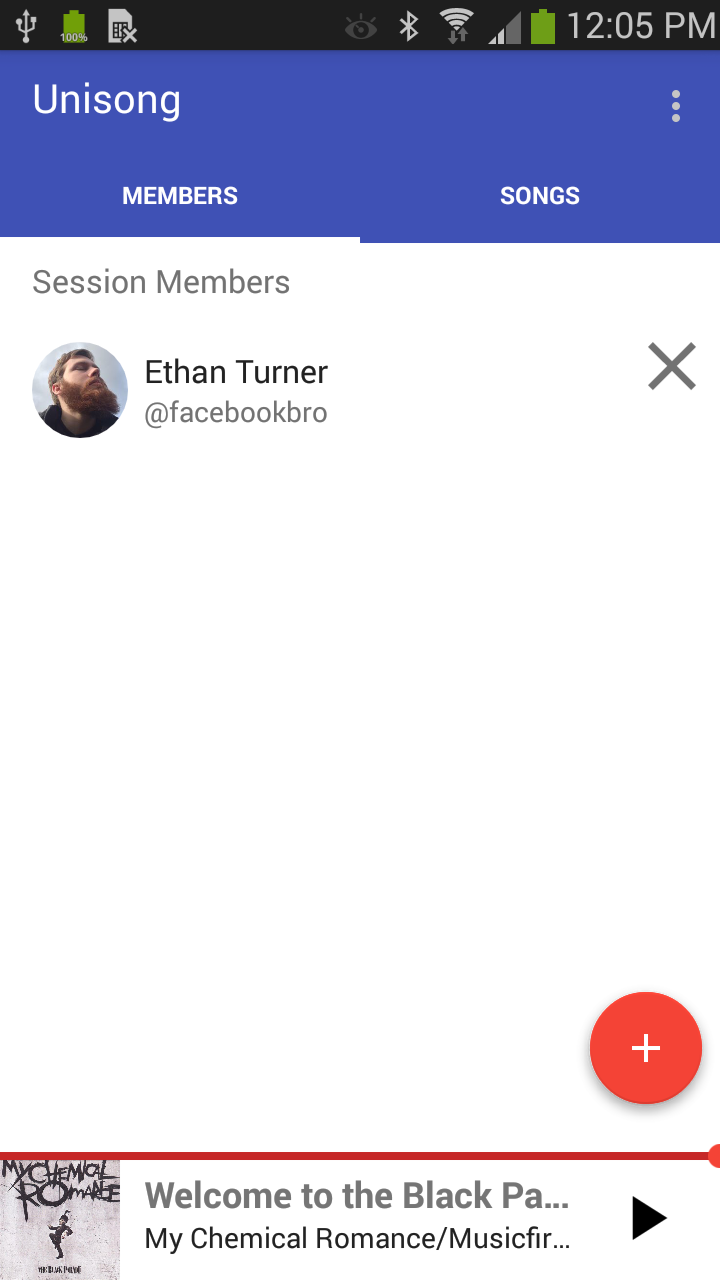 100%
12:05 PM
Unisong
MEMBERS
SONGS
Session Members
Ethan Turner
@facebookbro
MY CHEMICAL
ROMANCE
THE BLACK PARADE
Welcome to the Black Pa...
My Chemical Romance/Musicfir...